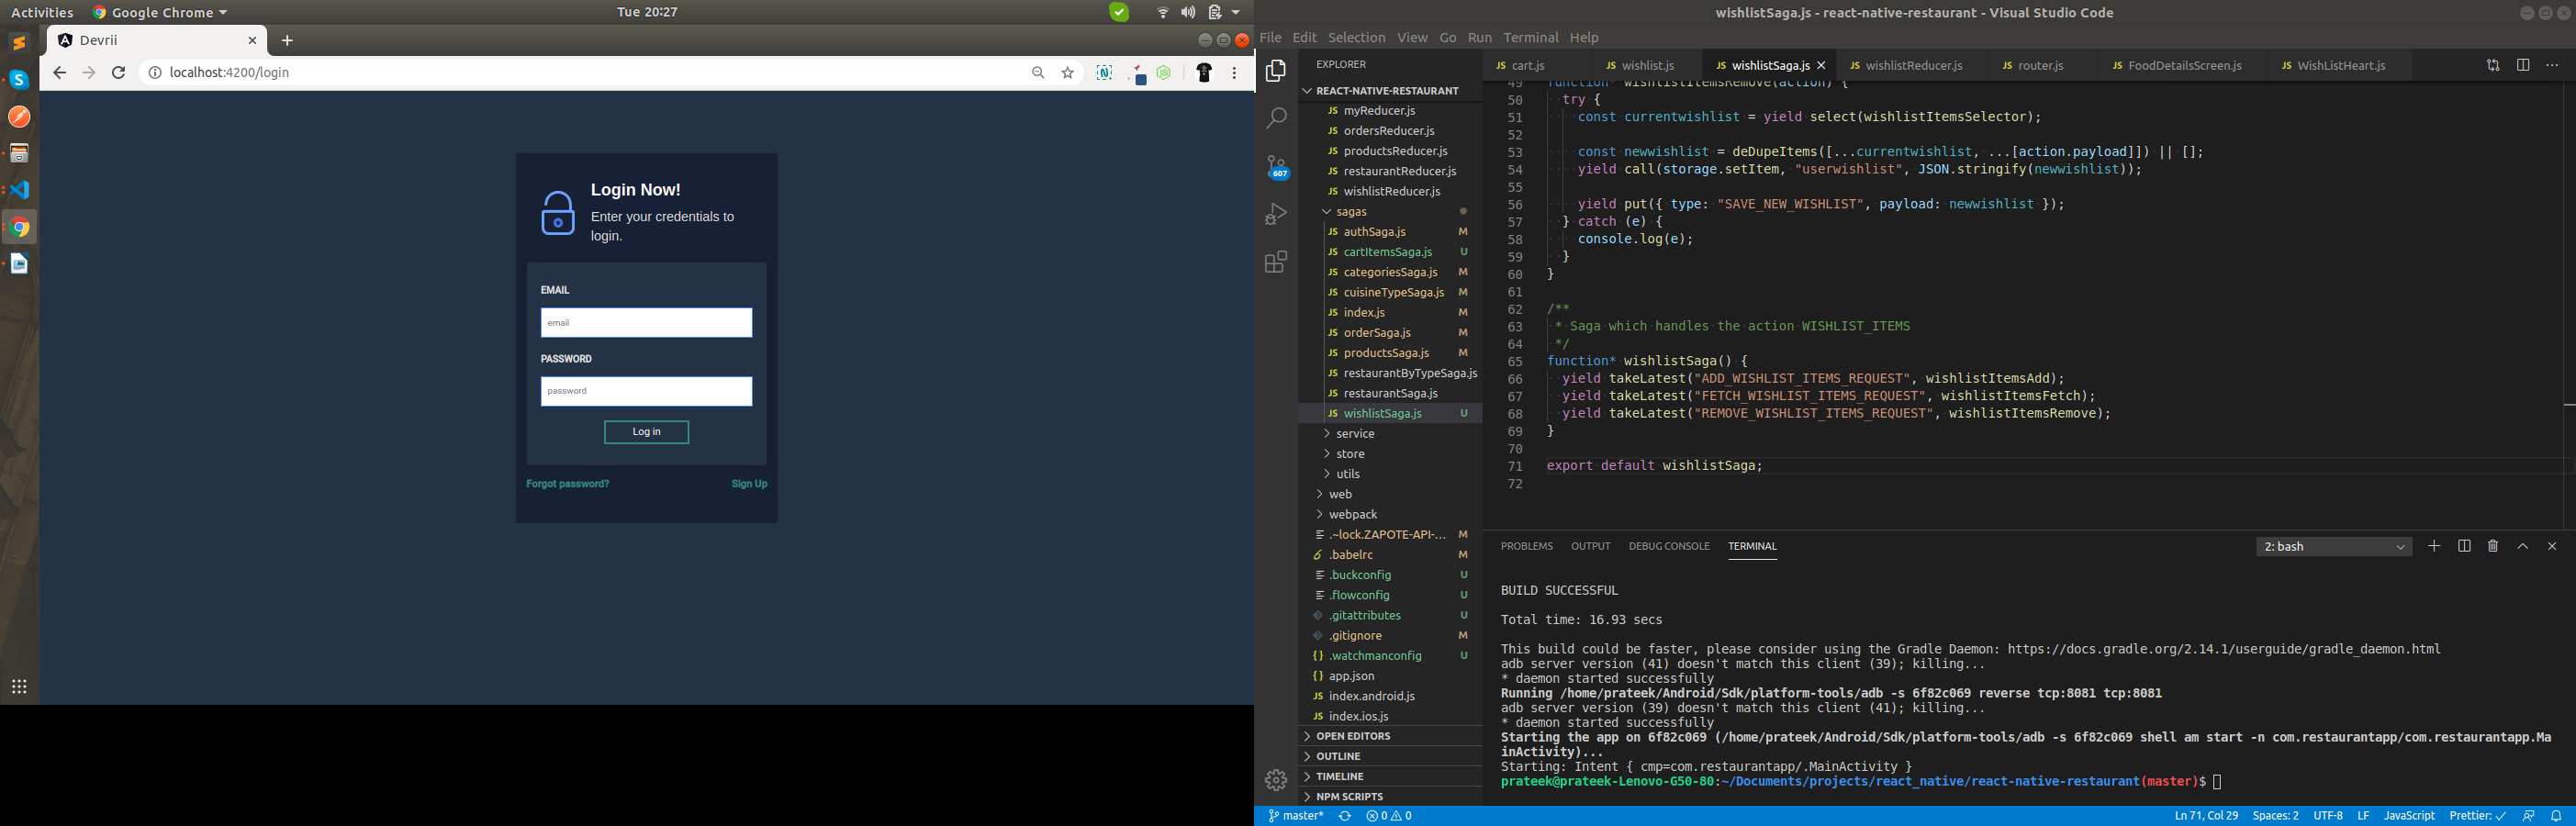 Activities
Google Chrome
Tue 20:27
Devrii
localhost:4200/login
Login Now!
Enter your credentials to
login.
EMAIL
email
PASSWORD
password
Log in
Forgot password?
Sign Up
wishlistSaga.js - react-native-restaurant - Visual Studio Code
File Edit Selection View Go Run Terminal Help
EXPLORER
REACT-NATIVE-RESTAURANT
607
myReducer.js
ordersReducer.js
productsReducer.js
restaurantReducer.js
wishlistReducer.js
sagas
authSaga.js M
cartItemsSaga.js U
categoriesSaga.js M
cuisineTypeSaga.js M
index.js M
orderSaga.js M
productsSaga.js M
restaurantByTypeSaga.js
restaurantSaga.js M
wishlistSaga.js U
service
store
utils
web
webpack
.~lock.ZAPOTE-API-... M
.babelrc M
.buckconfig U
.flowconfig U
.gitattributes U
.gitignore M
.watchmanconfig U
app.json
index.android.js
index.ios.js
OPEN EDITORS
OUTLINE
TIMELINE
NPM SCRIPTS
cart.js wishlist.js wishlistSaga.js wishlistReducer.js router.js FoodDetailsScreen.js WishListHeart.js
49 function* wishlistItemsRemove(action) {
50 try {
51 const currentwishlist = yield select(wishlistItemsSelector);
52
53 const newwishlist = deDupeItems([...currentwishlist, ...[action.payload]]) || [];
54 yield call(storage.setItem, "userwishlist", JSON.stringify(newwishlist));
55
56 yield put({ type: "SAVE_NEW_WISHLIST", payload: newwishlist });
57 } catch (e) {
58 console.log(e);
59 }
60 }
61
62 /**
63 * Saga which handles the action WISHLIST_ITEMS
64 */
65 function* wishlistSaga() {
66 yield takeLatest("ADD_WISHLIST_ITEMS_REQUEST", wishlistItemsAdd);
67 yield takeLatest("FETCH_WISHLIST_ITEMS_REQUEST", wishlistItemsFetch);
68 yield takeLatest("REMOVE_WISHLIST_ITEMS_REQUEST", wishlistItemsRemove);
69 }
70
71 export default wishlistSaga;
72
PROBLEMS OUTPUT DEBUG CONSOLE TERMINAL
2: bash
BUILD SUCCESSFUL
Total time: 16.93 secs
This build could be faster, please consider using the Gradle Daemon: https://docs.gradle.org/2.14.1/userguide/gradle_daemon.html
adb server version (41) doesn't match this client (39); killing...
* daemon started successfully
Running /home/prateek/Android/Sdk/platform-tools/adb -s 6f82c069 reverse tcp:8081 tcp:8081
adb server version (39) doesn't match this client (41); killing...
* daemon started successfully
Starting the app on 6f82c069 (/home/prateek/Android/Sdk/platform-tools/adb -s 6f82c069 shell am start -n com.restaurantapp/com.restaurantapp.Ma
inActivity)...
Starting: Intent { cmp=com.restaurantapp/.MainActivity }
prateek@prateek-Lenovo-G50-80:~/Documents/projects/react_native/react-native-restaurant(master)$
master* 0 0
Ln 71, Col 29 Spaces: 2 UTF-8 LF JavaScript Prettier: ✓